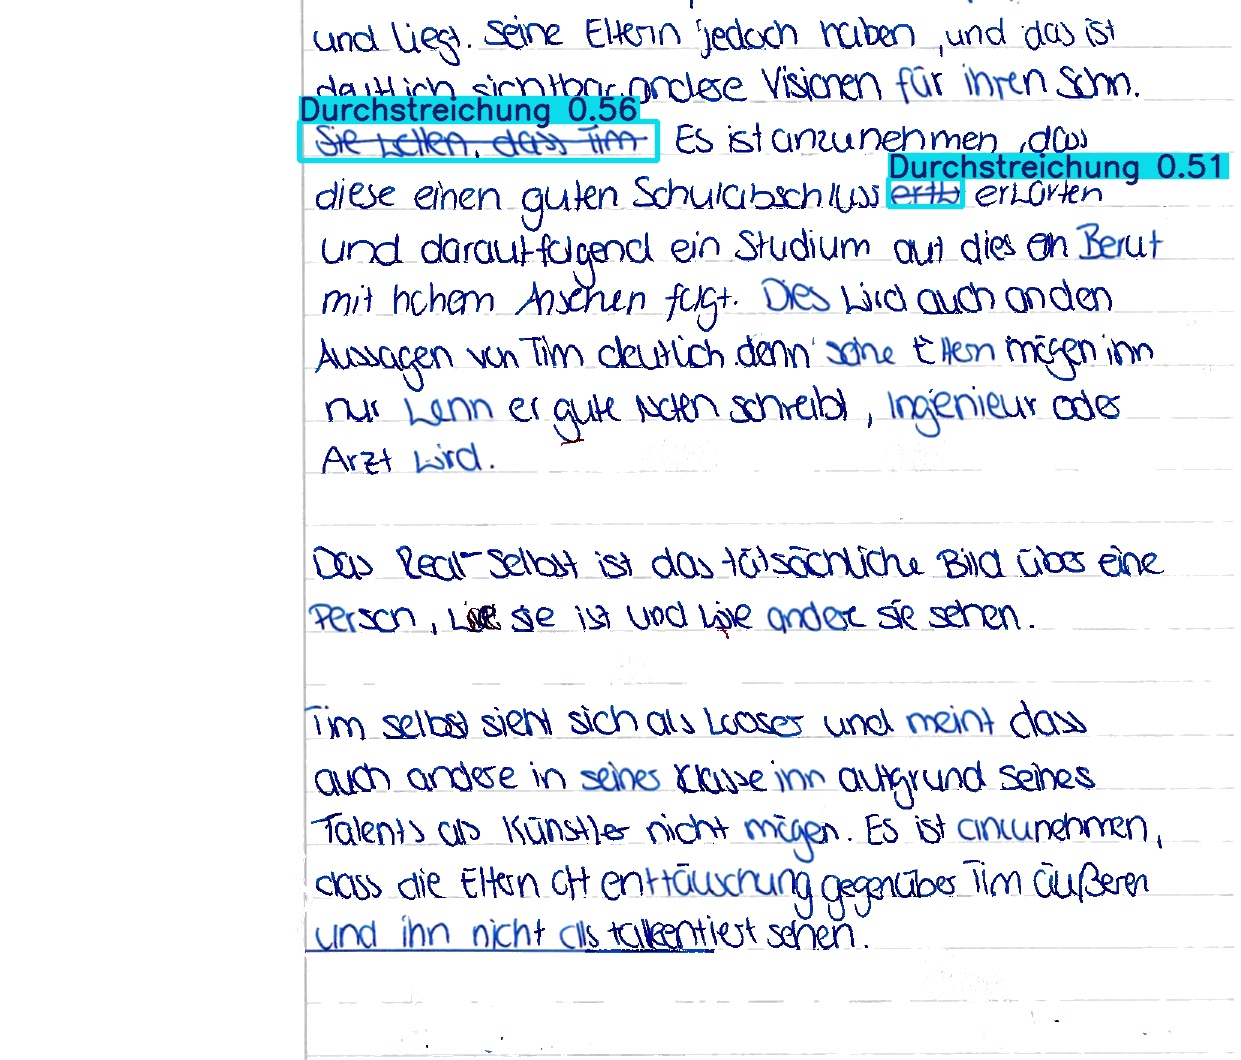 und liegt. Seine Eltern jedoch haben, und das ist
deutlich sichtbar andere Visionen für ihren Sohn.
Durchstreichung 0.56
Sie wollen, dass Tim Es ist anzunehmen, dass
Durchstreichung 0.51
diese einen guten Schulabschluss erw erwarten
und darauffolgend ein Studium auf dies ein Beruf
mit hohem Ansehen folgt. Dies wird auch an den
Aussagen von Tim deutlich denn seine Eltern mögen ihn
nur wenn er gute Noten schreibt, Ingenieur oder
Arzt wird.
Das Real-Selbst ist das tatsächliche Bild über eine
Person, wie sie ist und wie andere sie sehen.
Tim selbst sieht sich als Looser und meint dass
auch andere in seiner Klasse ihn aufgrund seines
Talents als Künstler nicht mögen. Es ist anzunehmen,
dass die Eltern oft enttäuschung gegenüber Tim äußeren
und ihn nicht als talentiert sehen.